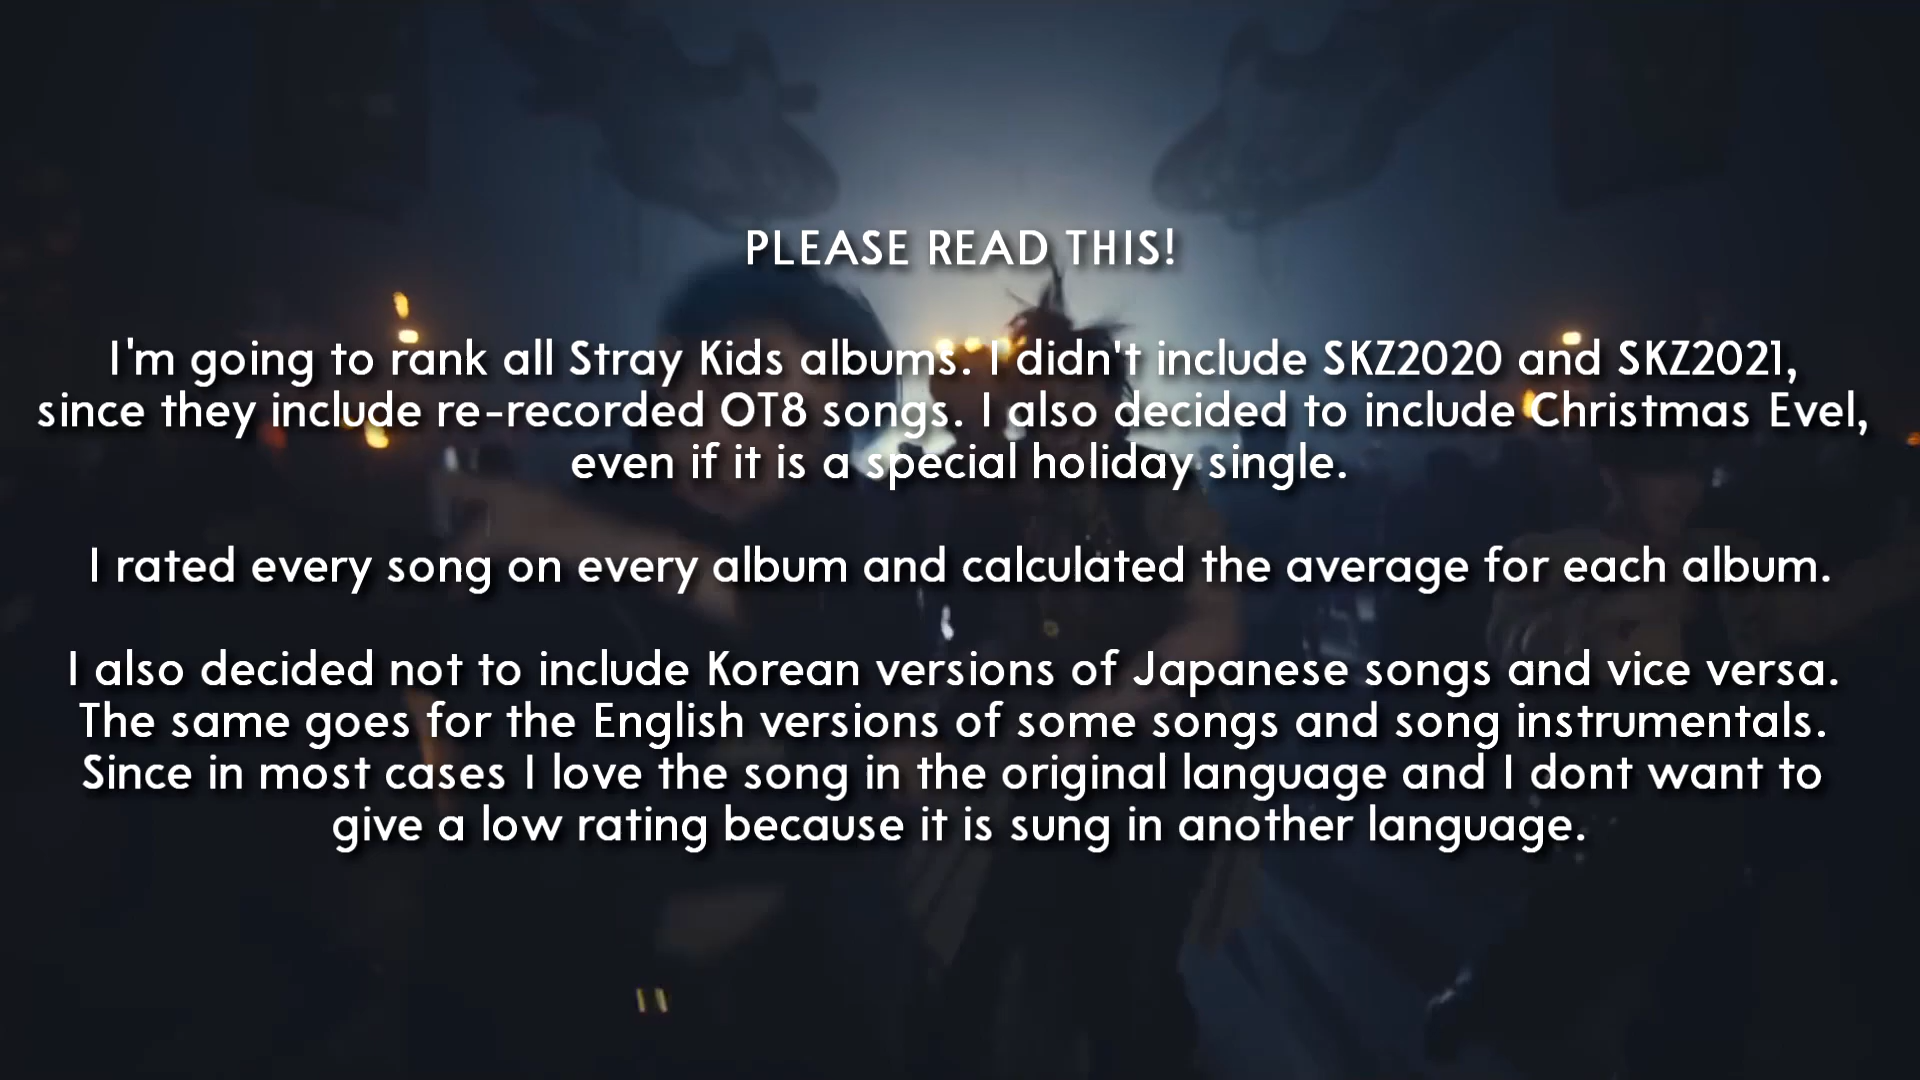 PLEASE READ THIS!
I'm going to rank all Stray Kids albums. I didn't include SKZ2020 and SKZ2021,
since they include re-recorded OT8 songs. I also decided to include Christmas Evel,
even if it is a special holiday single.
I rated every song on every album and calculated the average for each album.
I also decided not to include Korean versions of Japanese songs and vice versa.
The same goes for the English versions of some songs and song instrumentals.
Since in most cases I love the song in the original language and I dont want to
give a low rating because it is sung in another language.